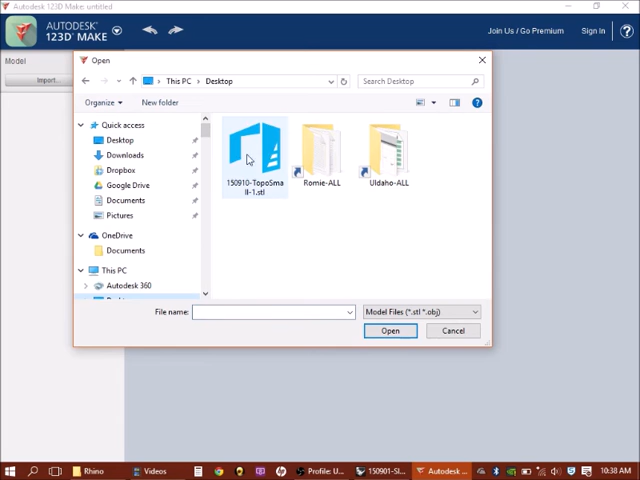 Autodesk 123D Make: untitled
AUTODESK
123D° MAKE
Join Us / Go Premium
Sign In
?
Model
Import...
Open
This PC > Desktop
Search Desktop
Organize
New folder
?
Quick access
Desktop
Downloads
Dropbox
Google Drive
Documents
Pictures
OneDrive
Documents
This PC
Autodesk 360
150910-TopoSma
ll-1.stl
Romie-ALL
UIdaho-ALL
File name:
Model Files (*.stl *.obj)
Open
Cancel
Rhino
Videos
Profile: U...
150901-SI...
Autodesk ...
10:38 AM